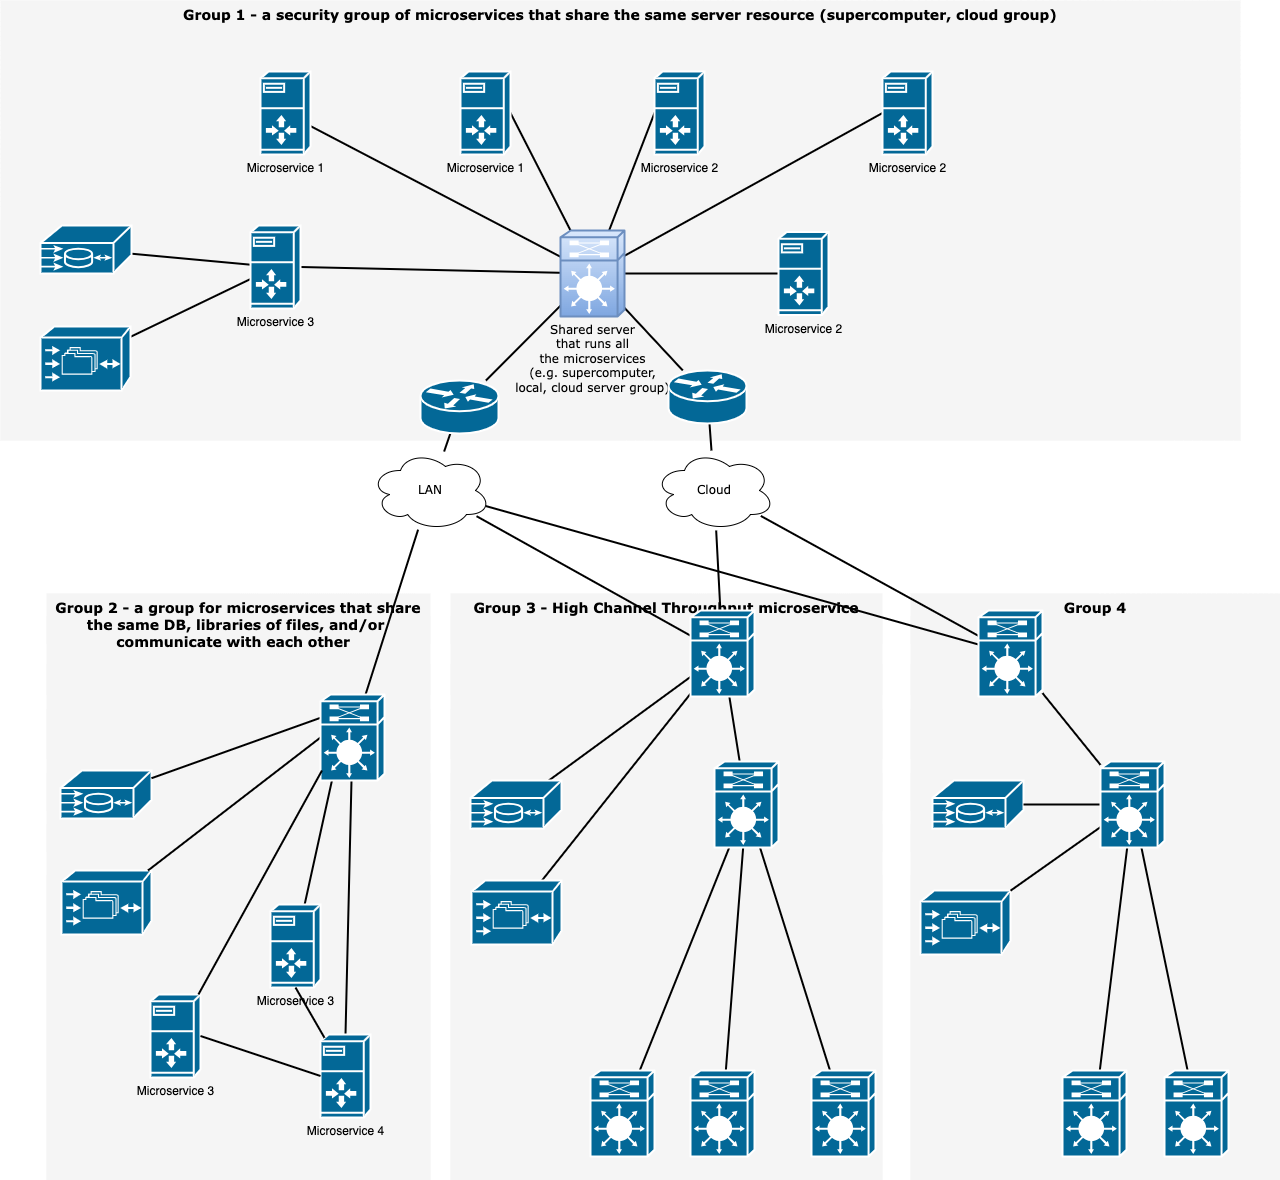 Group 1 - a security group of microservices that share the same server resource (supercomputer, cloud group)
Microservice 1
Microservice 1
Microservice 2
Microservice 2
Microservice 3
Microservice 2
Shared server
that runs all
the microservices
(e.g. supercomputer,
local, cloud server group)
LAN
Cloud
Group 2 - a group for microservices that share
the same DB, libraries of files, and/or
communicate with each other
Group 3 - High Channel Throughput microservice
Group 4
Microservice 3
Microservice 3
Microservice 4